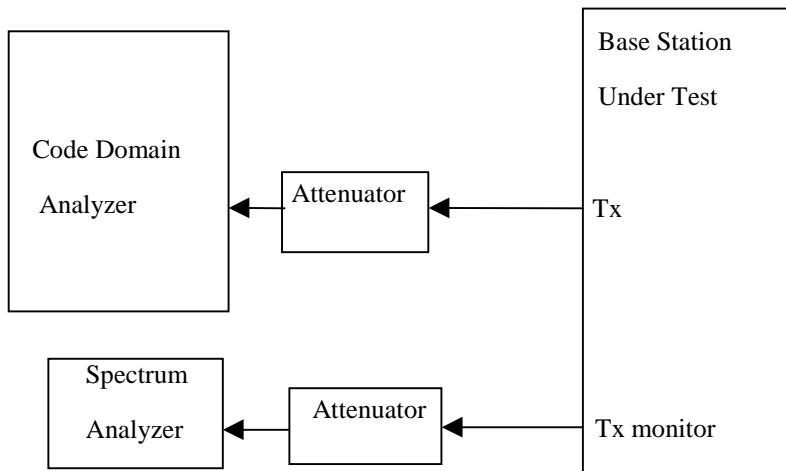 Base Station
Under Test
Code Domain
Analyzer
Attenuator
Tx
Spectrum
Analyzer
Attenuator
Tx monitor